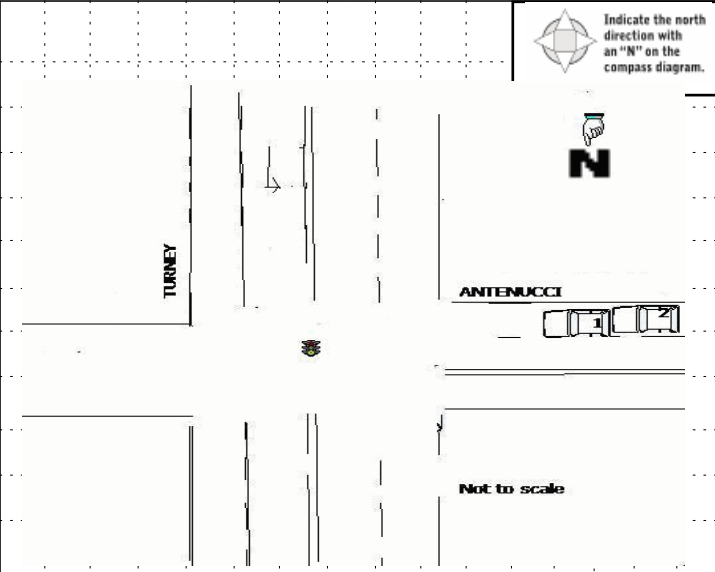 Indicate the north
direction with
an “N” on the
compass diagram.
N
TURNEY
ANTENUCCI
1
2
Not to scale